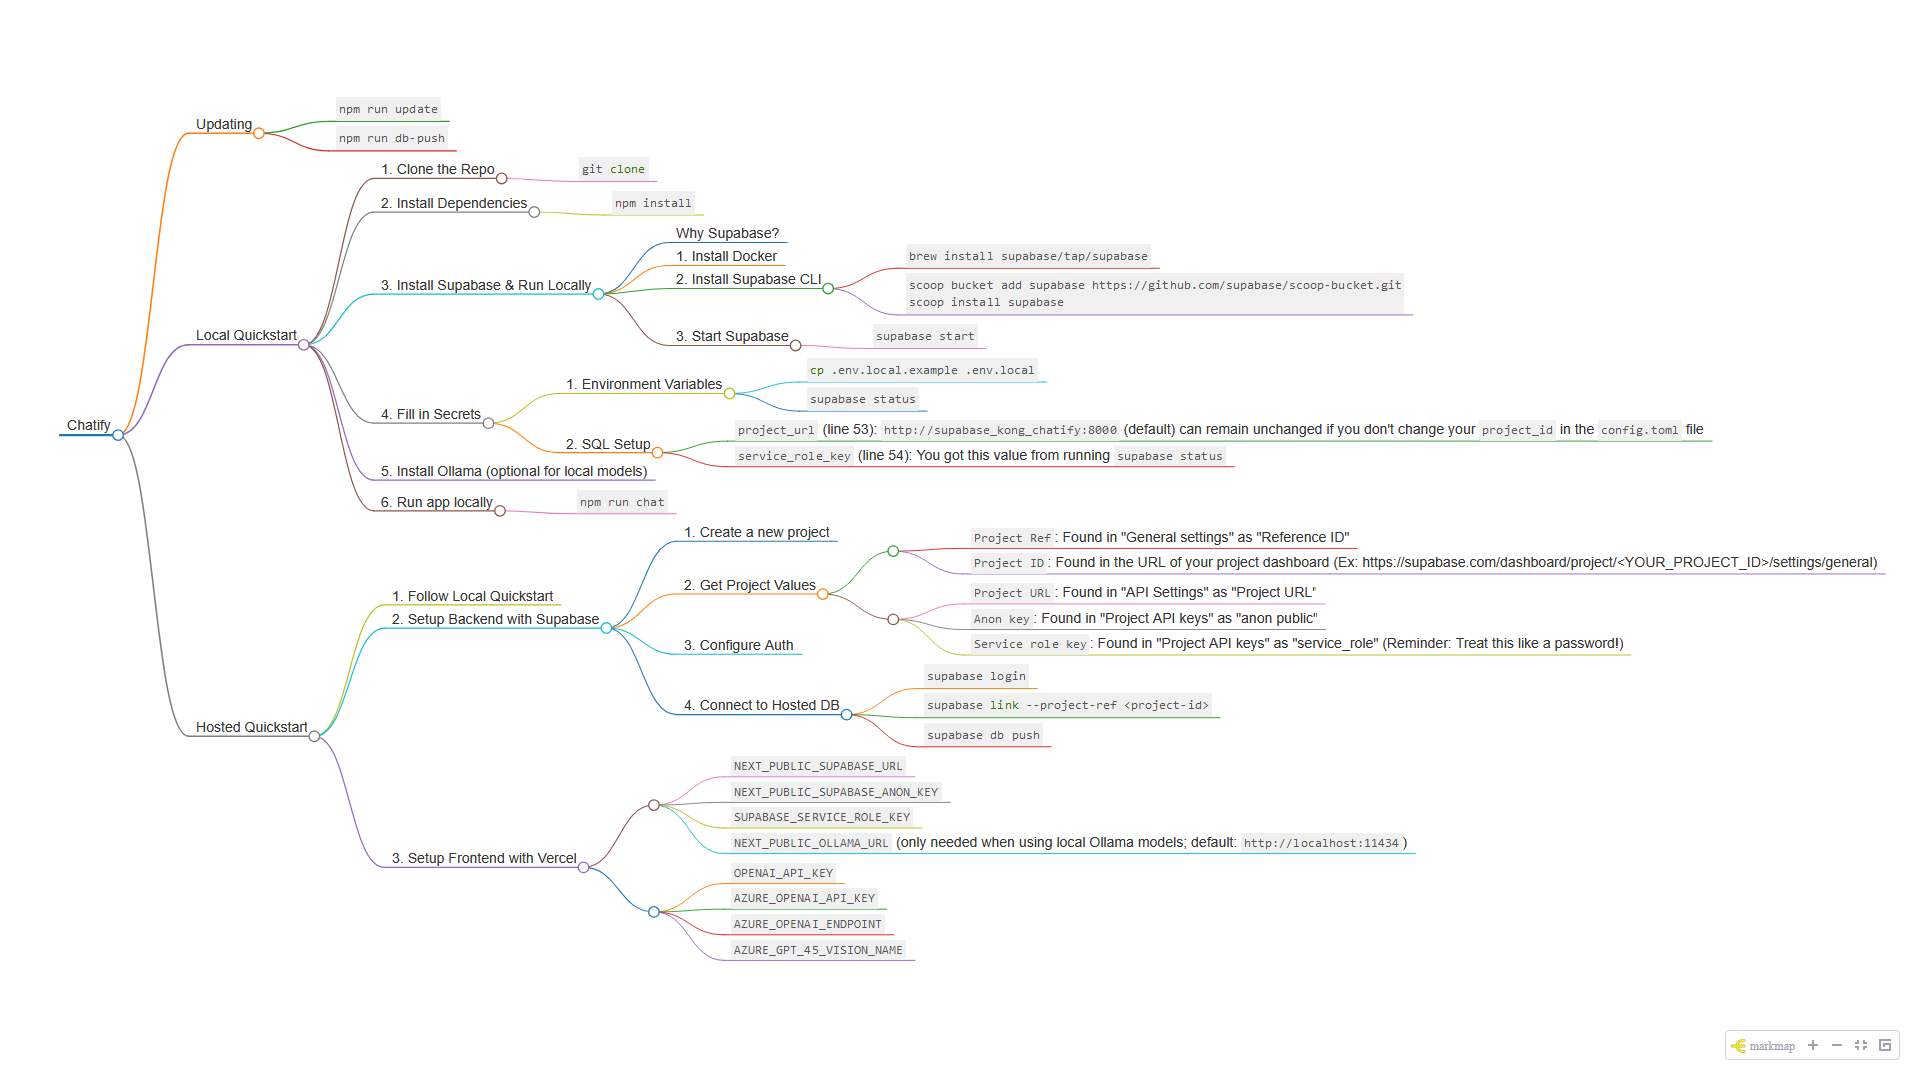 Chatify
Updating
npm run update
npm run db-push
Local Quickstart
1. Clone the Repo
git clone
2. Install Dependencies
npm install
3. Install Supabase & Run Locally
Why Supabase?
1. Install Docker
2. Install Supabase CLI
brew install supabase/tap/supabase
scoop bucket add supabase https://github.com/supabase/scoop-bucket.git
scoop install supabase
3. Start Supabase
supabase start
4. Fill in Secrets
1. Environment Variables
cp .env.local.example .env.local
supabase status
2. SQL Setup
project_url (line 53): http://supabase_kong_chatify:8000 (default) can remain unchanged if you don't change your project_id in the config.toml file
service_role_key (line 54): You got this value from running supabase status
5. Install Ollama (optional for local models)
6. Run app locally
npm run chat
Hosted Quickstart
1. Follow Local Quickstart
2. Setup Backend with Supabase
1. Create a new project
2. Get Project Values
Project Ref: Found in "General settings" as "Reference ID"
Project ID: Found in the URL of your project dashboard (Ex: https://supabase.com/dashboard/project/<YOUR_PROJECT_ID>/settings/general)
Project URL: Found in "API Settings" as "Project URL"
Anon key: Found in "Project API keys" as "anon public"
Service role key: Found in "Project API keys" as "service_role" (Reminder: Treat this like a password!)
3. Configure Auth
4. Connect to Hosted DB
supabase login
supabase link --project-ref <project-id>
supabase db push
3. Setup Frontend with Vercel
NEXT_PUBLIC_SUPABASE_URL
NEXT_PUBLIC_SUPABASE_ANON_KEY
SUPABASE_SERVICE_ROLE_KEY
NEXT_PUBLIC_OLLAMA_URL (only needed when using local Ollama models; default: http://localhost:11434)
OPENAI_API_KEY
AZURE_OPENAI_API_KEY
AZURE_OPENAI_ENDPOINT
AZURE_GPT_45_VISION_NAME
markmap